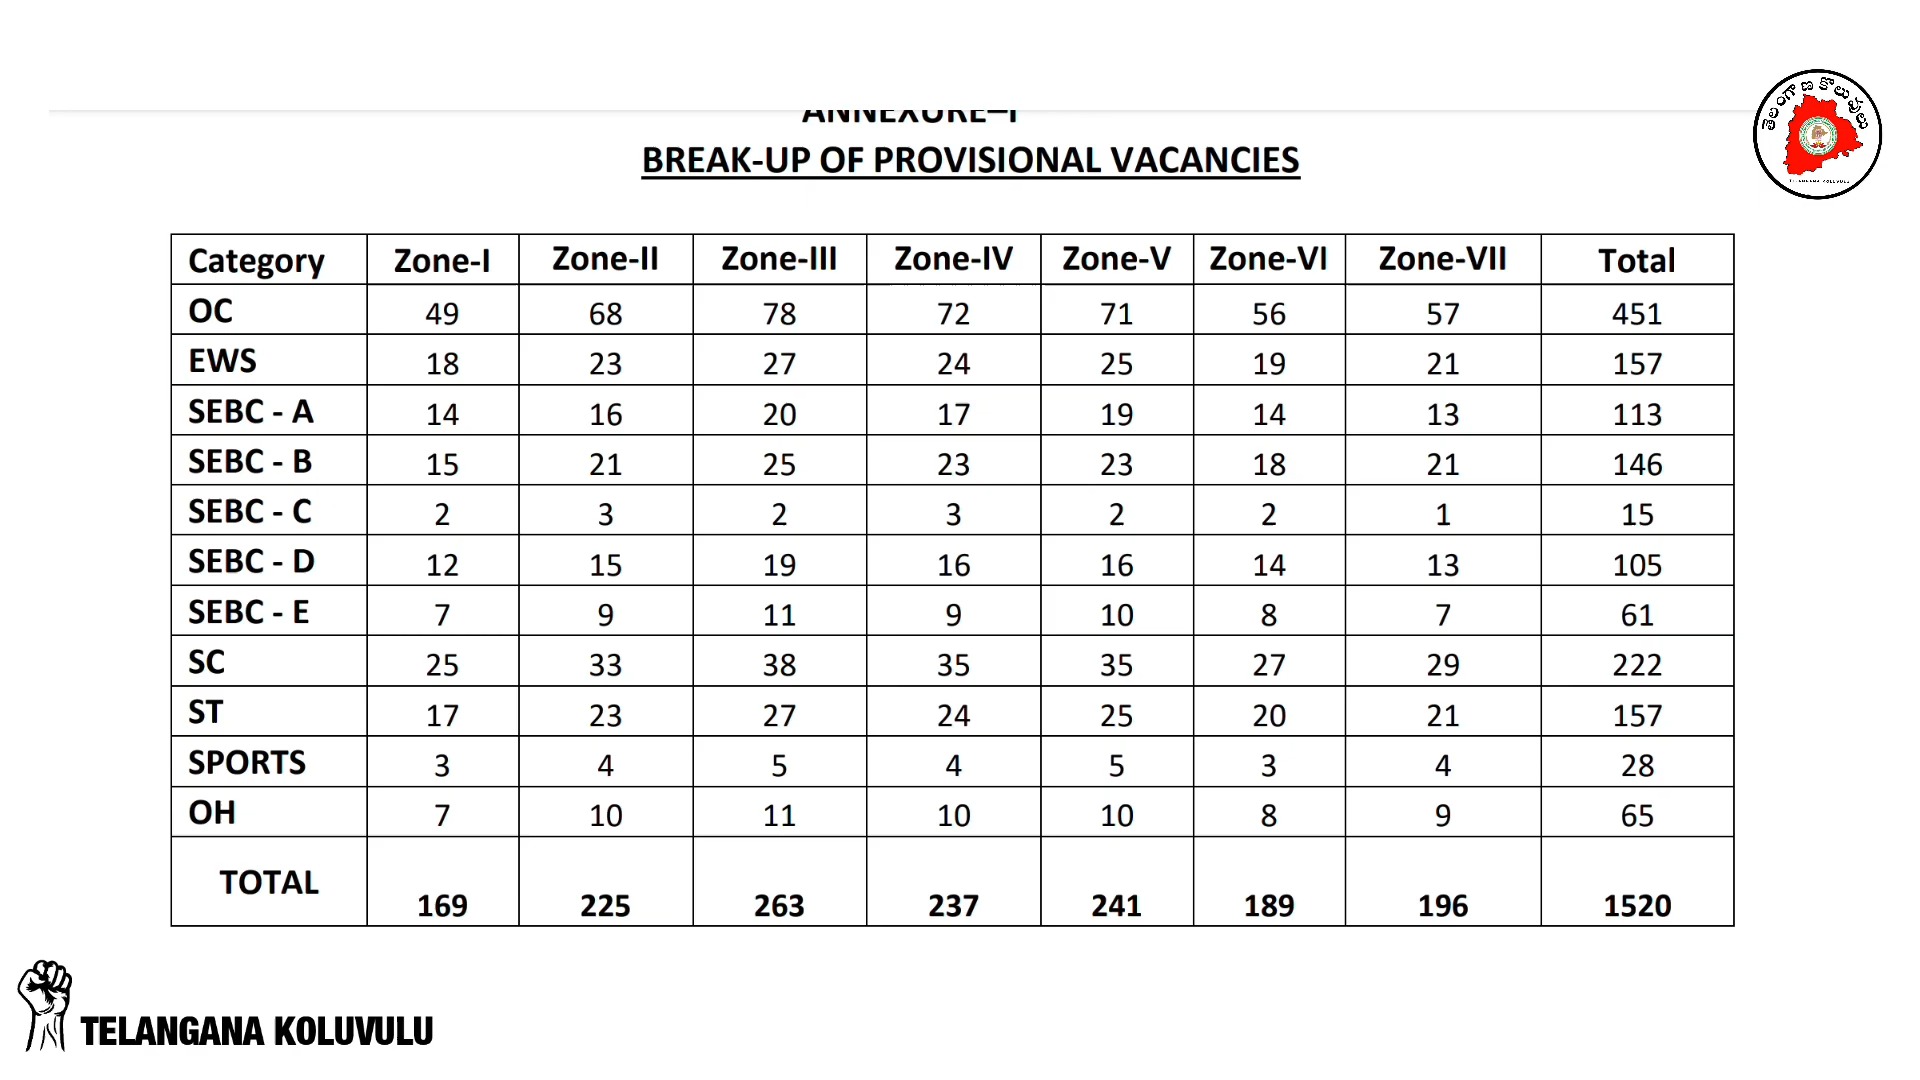 ANNEXURE–I
BREAK-UP OF PROVISIONAL VACANCIES
తెలంగాణ కొలువులు
TELANGANA KOLUVULU
Category Zone-I Zone-II Zone-III Zone-IV Zone-V Zone-VI Zone-VII Total
OC 49 68 78 72 71 56 57 451
EWS 18 23 27 24 25 19 21 157
SEBC - A 14 16 20 17 19 14 13 113
SEBC - B 15 21 25 23 23 18 21 146
SEBC - C 2 3 2 3 2 2 1 15
SEBC - D 12 15 19 16 16 14 13 105
SEBC - E 7 9 11 9 10 8 7 61
SC 25 33 38 35 35 27 29 222
ST 17 23 27 24 25 20 21 157
SPORTS 3 4 5 4 5 3 4 28
OH 7 10 11 10 10 8 9 65
TOTAL 169 225 263 237 241 189 196 1520
TELANGANA KOLUVULU